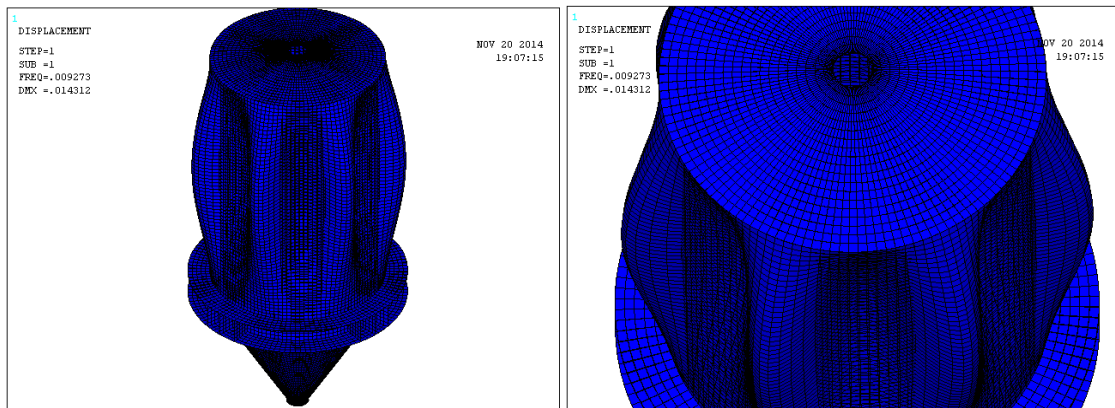 1
DISPLACEMENT
STEP=1
SUB =1
FREQ=.009273
DMX =.014312
NOV 20 2014
19:07:15
1
DISPLACEMENT
STEP=1
SUB =1
FREQ=.009273
DMX =.014312
NOV 20 2014
19:07:15